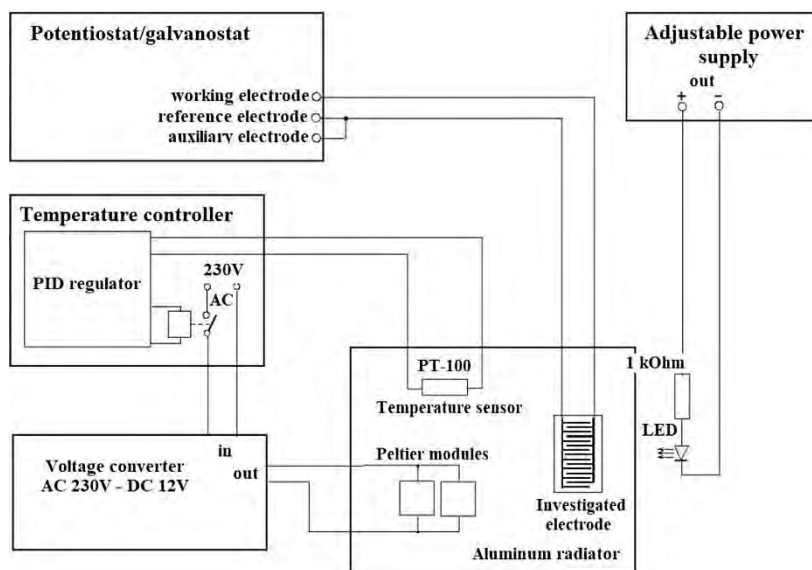 Potentiostat/galvanostat
working electrode
reference electrode
auxiliary electrode
Adjustable power
supply
out
+ −
Temperature controller
PID regulator
230V
AC
PT-100
Temperature sensor
1 kOhm
LED
Voltage converter
AC 230V - DC 12V
in
out
Peltier modules
Investigated
electrode
Aluminum radiator